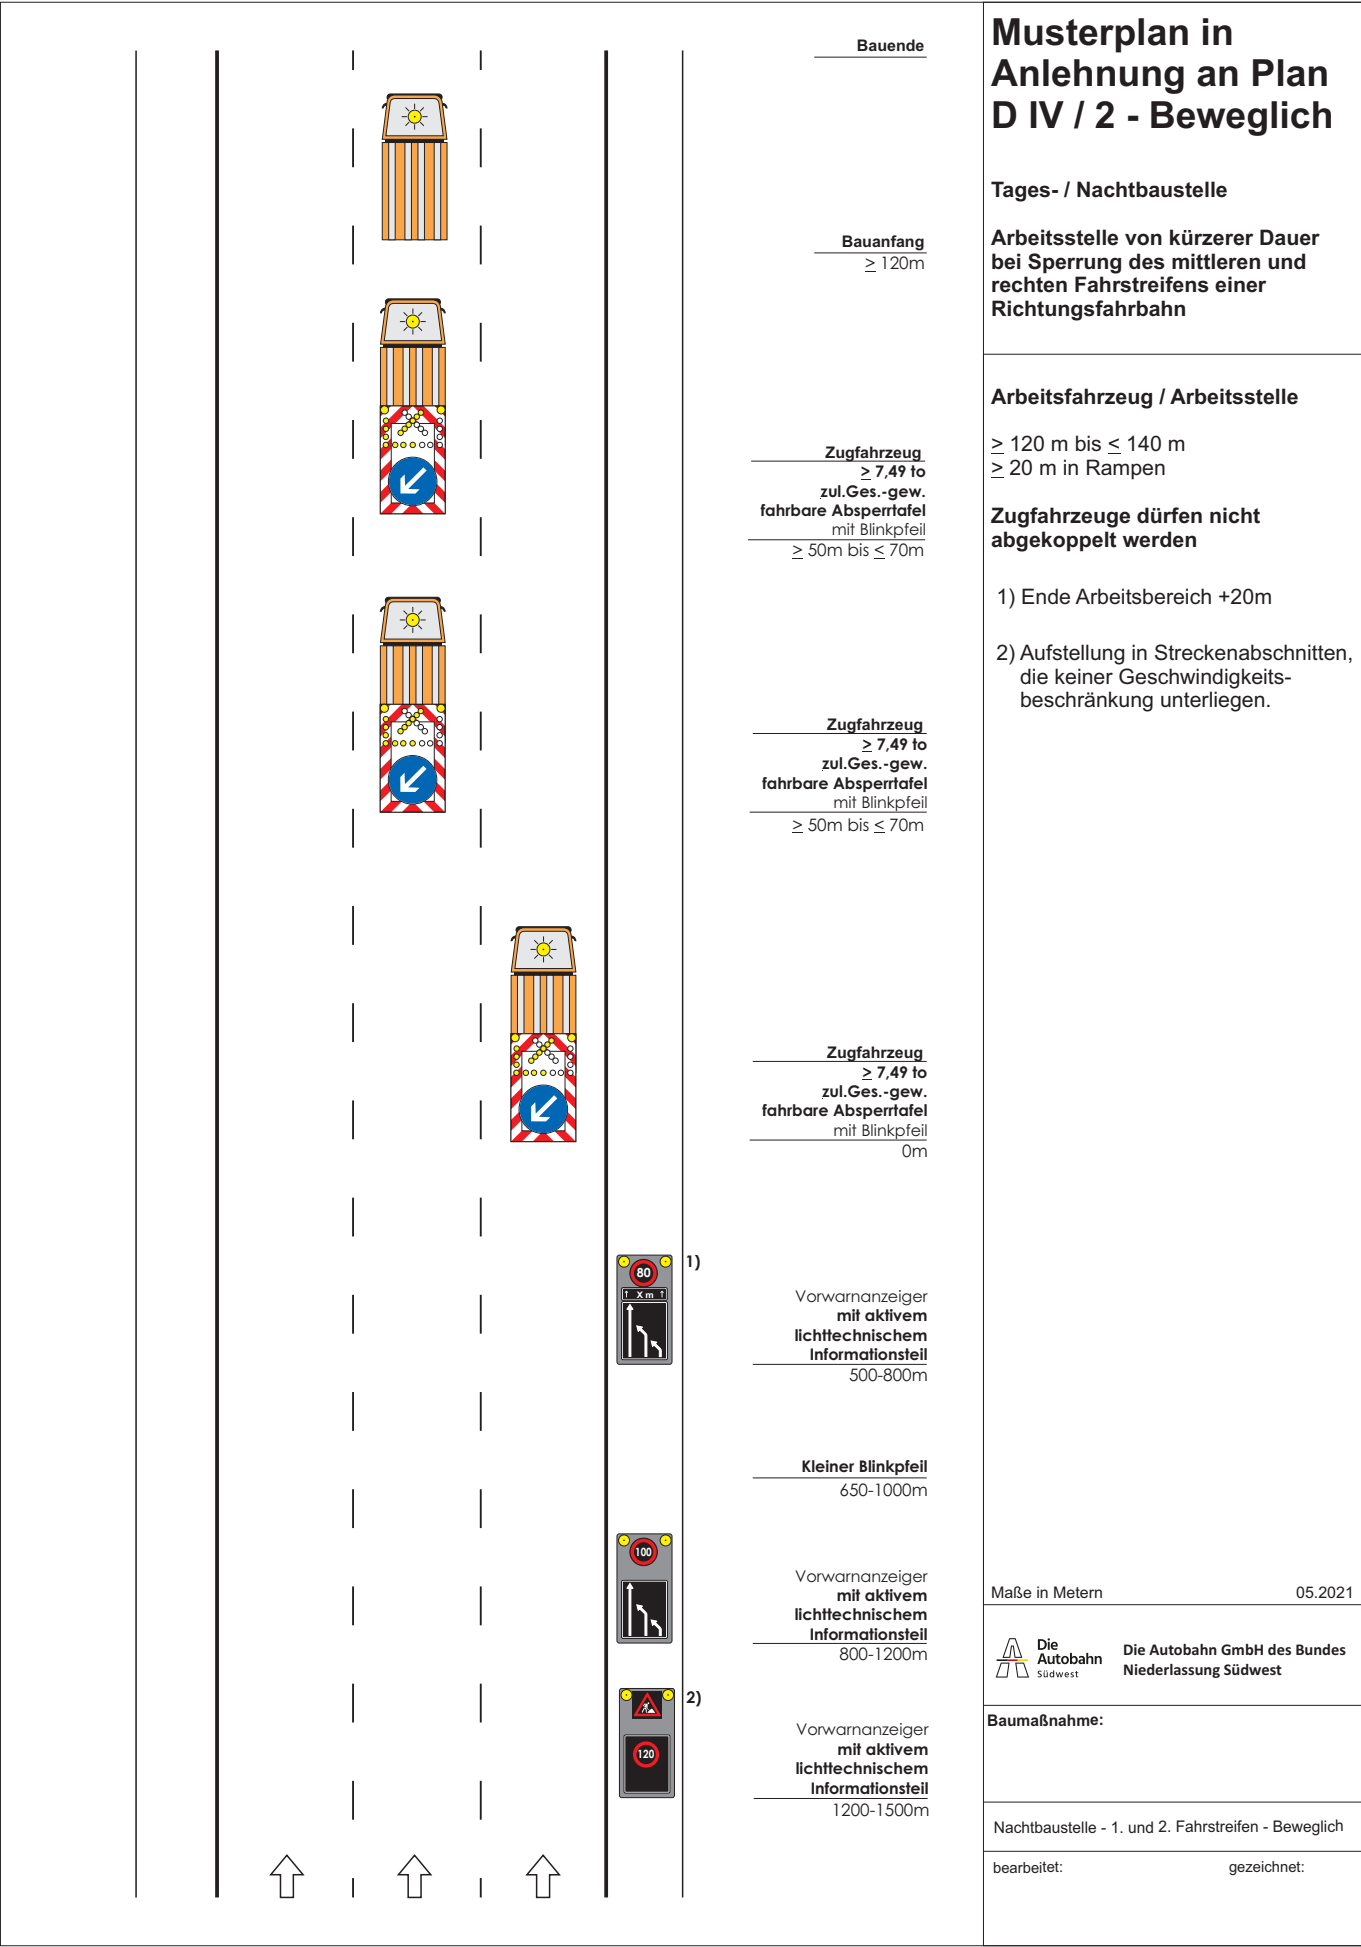 Musterplan in
Anlehnung an Plan
D IV / 2 - Beweglich
Tages- / Nachtbaustelle
Arbeitsstelle von kürzerer Dauer
bei Sperrung des mittleren und
rechten Fahrstreifens einer
Richtungsfahrbahn
Arbeitsfahrzeug / Arbeitsstelle
≥ 120 m bis ≤ 140 m
≥ 20 m in Rampen
Zugfahrzeuge dürfen nicht
abgekoppelt werden
1) Ende Arbeitsbereich +20m
2) Aufstellung in Streckenabschnitten,
die keiner Geschwindigkeits-
beschränkung unterliegen.
Bauende
Bauanfang
≥ 120m
Zugfahrzeug
≥ 7,49 to
zul.Ges.-gew.
fahrbare Absperrtafel
mit Blinkpfeil
≥ 50m bis ≤ 70m
Zugfahrzeug
≥ 7,49 to
zul.Ges.-gew.
fahrbare Absperrtafel
mit Blinkpfeil
≥ 50m bis ≤ 70m
Zugfahrzeug
≥ 7,49 to
zul.Ges.-gew.
fahrbare Absperrtafel
mit Blinkpfeil
0m
1)
80
↑ X m ↑
Vorwarnanzeiger
mit aktivem
lichttechnischem
Informationsteil
500-800m
Kleiner Blinkpfeil
650-1000m
100
Vorwarnanzeiger
mit aktivem
lichttechnischem
Informationsteil
800-1200m
2)
120
Vorwarnanzeiger
mit aktivem
lichttechnischem
Informationsteil
1200-1500m
Maße in Metern 05.2021
Die
Autobahn
Südwest
Die Autobahn GmbH des Bundes
Niederlassung Südwest
Baumaßnahme:
Nachtbaustelle - 1. und 2. Fahrstreifen - Beweglich
bearbeitet: gezeichnet: